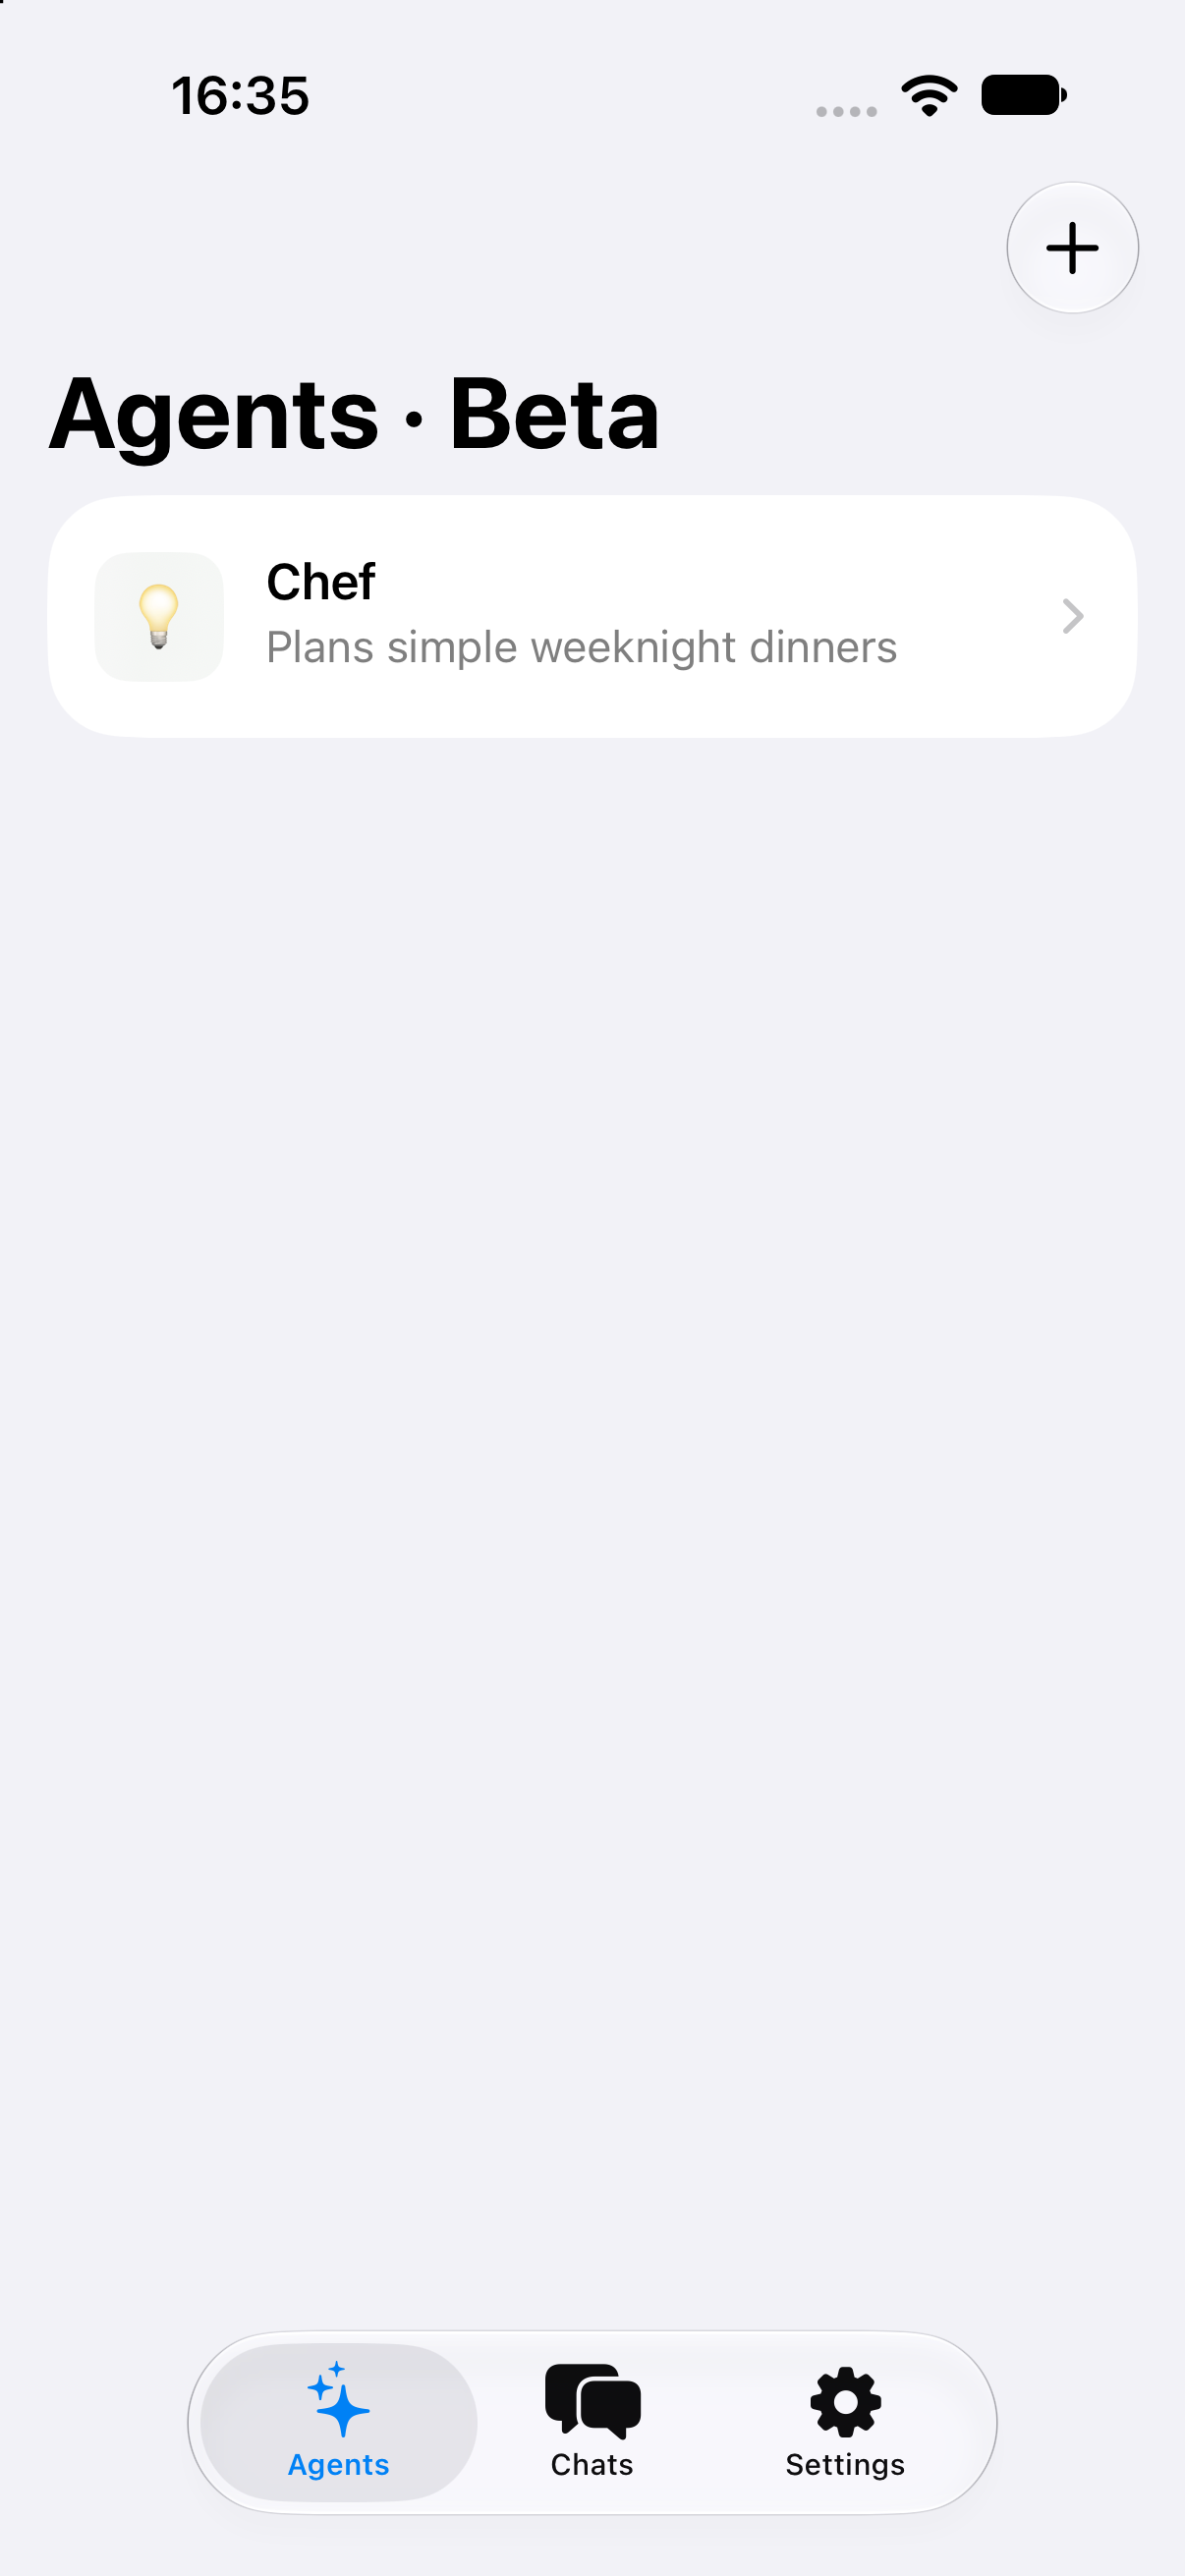 16:35
Agents · Beta
Chef
Plans simple weeknight dinners
Agents
Chats
Settings